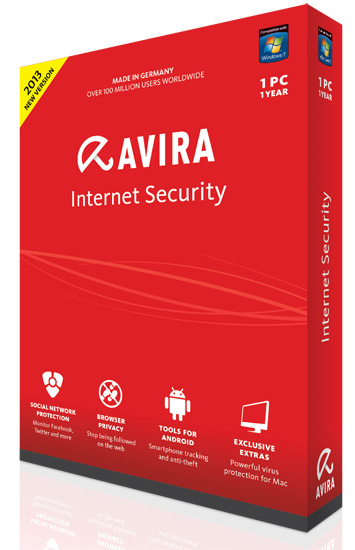 2013
NEW VERSION
MADE IN GERMANY
OVER 100 MILLION USERS WORLDWIDE
Compatible with
Windows 7
1 PC
1 YEAR
AVIRA
Internet Security
SOCIAL NETWORK
PROTECTION
Monitor Facebook,
Twitter and more
BROWSER
PRIVACY
Stop being followed
on the web
TOOLS FOR
ANDROID
Smartphone tracking
and anti-theft
EXCLUSIVE
EXTRAS
Powerful virus
protection for Mac
1 PC
1 YEAR
Internet Security
AVIRA